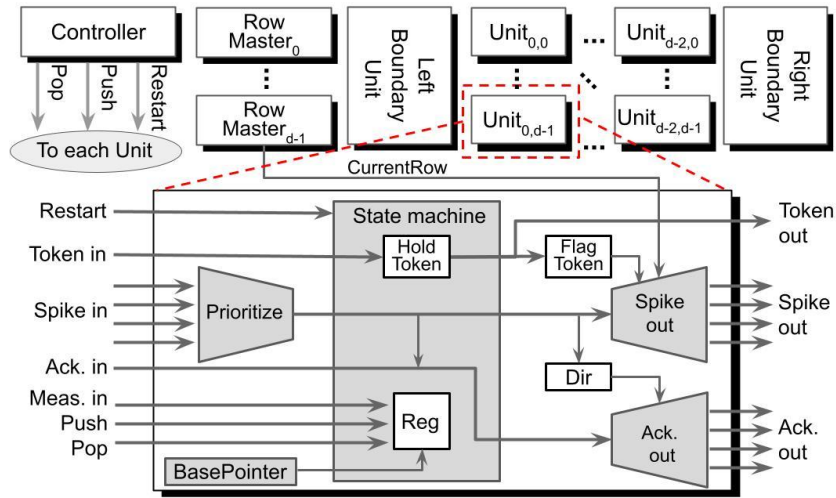 Controller
Pop
Push
Restart
To each Unit
Row
Master0
Row
Masterd-1
Left
Boundary
Unit
Unit0,0
...
Unitd-2,0
Unit0,d-1
...
Unitd-2,d-1
Right
Boundary
Unit
CurrentRow
Restart
State machine
Token in
Hold
Token
Flag
Token
Token
out
Spike in
Prioritize
Spike
out
Spike
out
Ack. in
Dir
Meas. in
Push
Pop
Reg
Ack.
out
Ack.
out
BasePointer